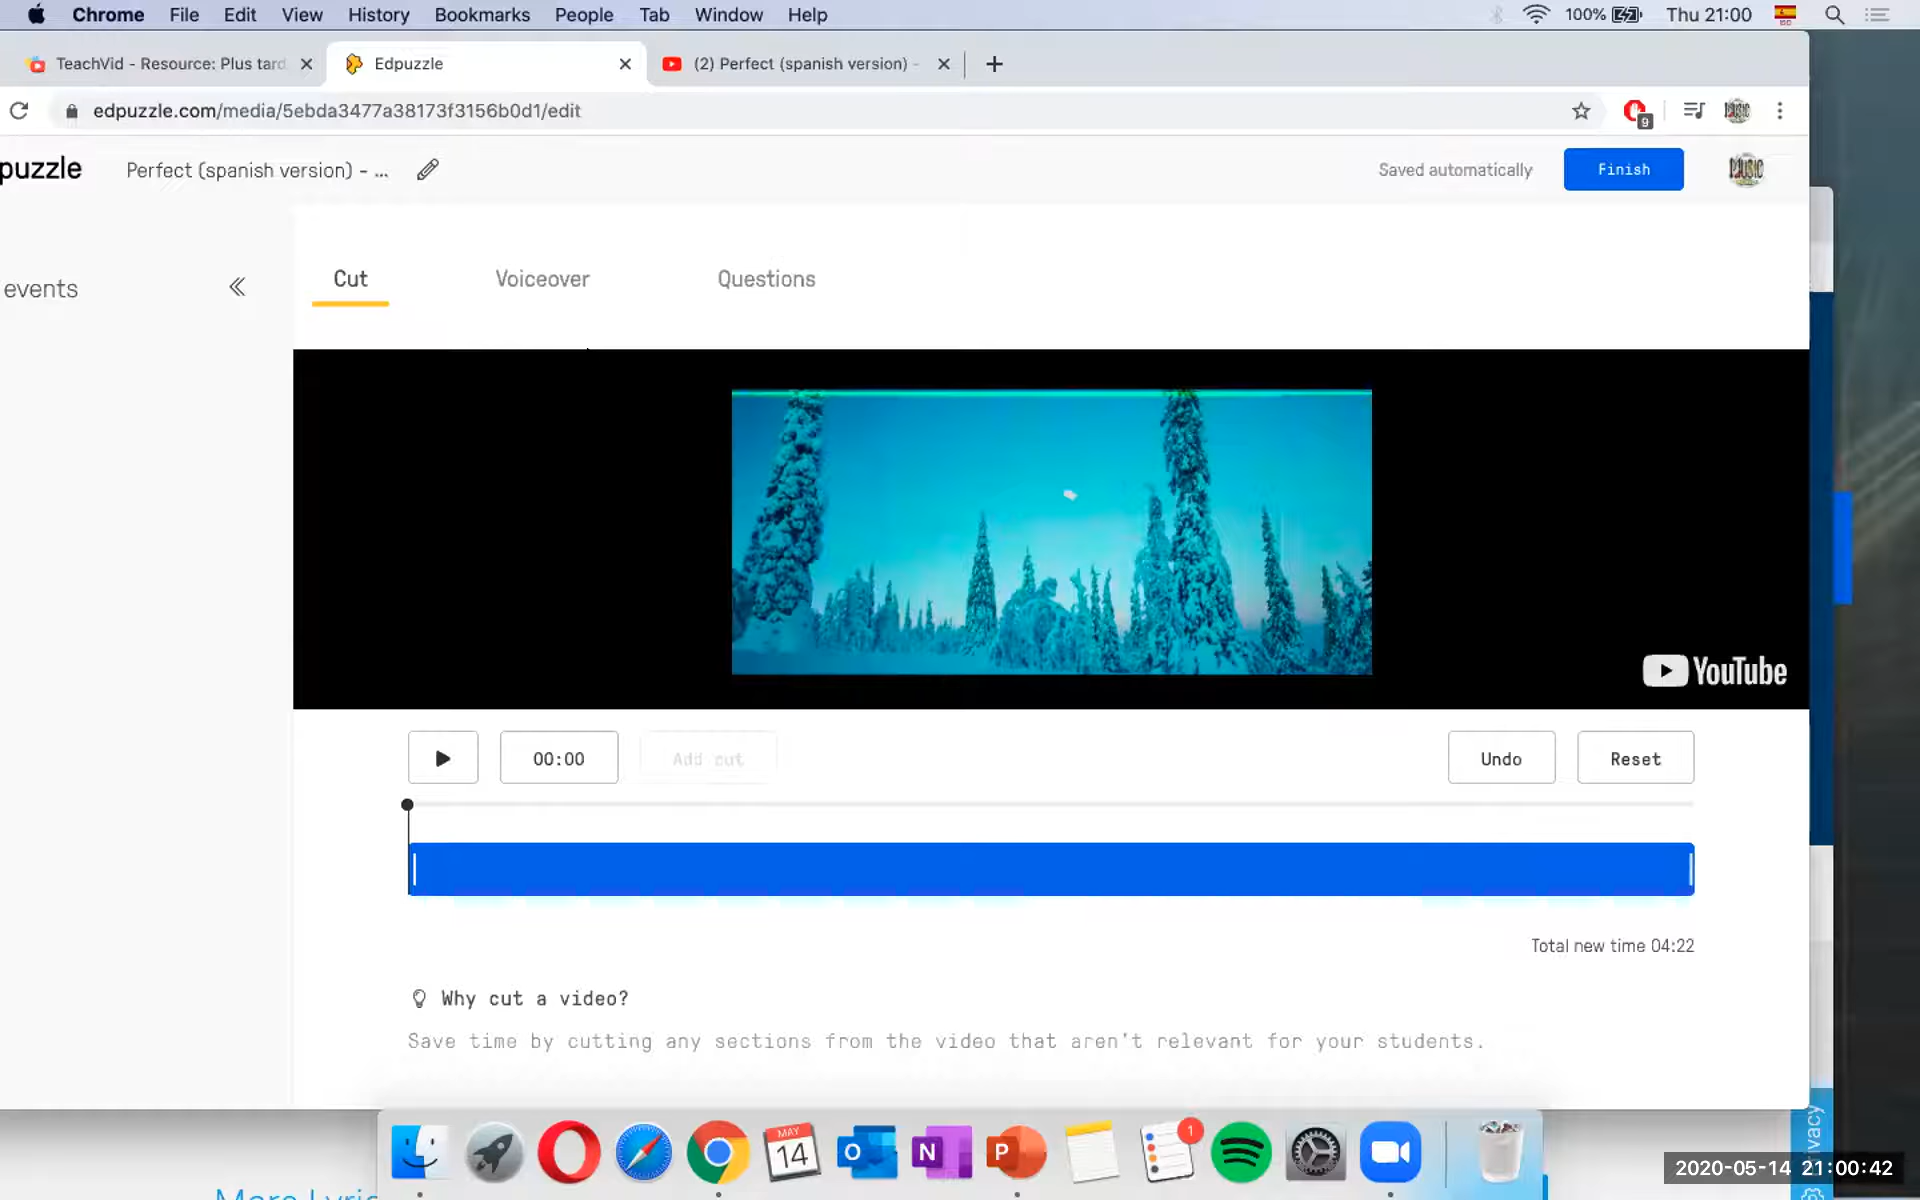 Chrome File Edit View History Bookmarks People Tab Window Help 100% Thu 21:00
TeachVid - Resource: Plus tard
Edpuzzle
(2) Perfect (spanish version) -
edpuzzle.com/media/5ebda3477a38173f3156b0d1/edit
9
puzzle
Perfect (spanish version) - ...
Saved automatically
Finish
MUSIC
events
Cut
Voiceover
Questions
YouTube
00:00
Add cut
Undo
Reset
Total new time 04:22
Why cut a video?
Save time by cutting any sections from the video that aren't relevant for your students.
MAY
14
O
N
P
1
2020-05-14 21:00:42